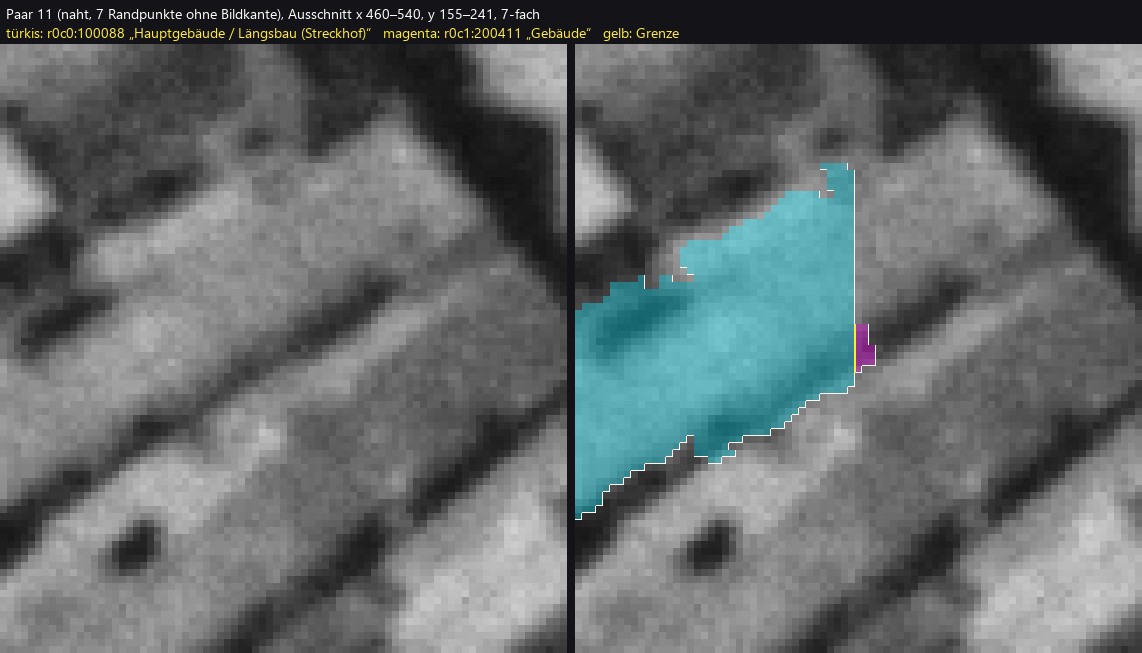 Paar 11 (naht, 7 Randpunkte ohne Bildkante), Ausschnitt x 460–540, y 155–241, 7-fach
türkis: r0c0:100088 „Hauptgebäude / Längsbau (Streckhof)“ magenta: r0c1:200411 „Gebäude“ gelb: Grenze